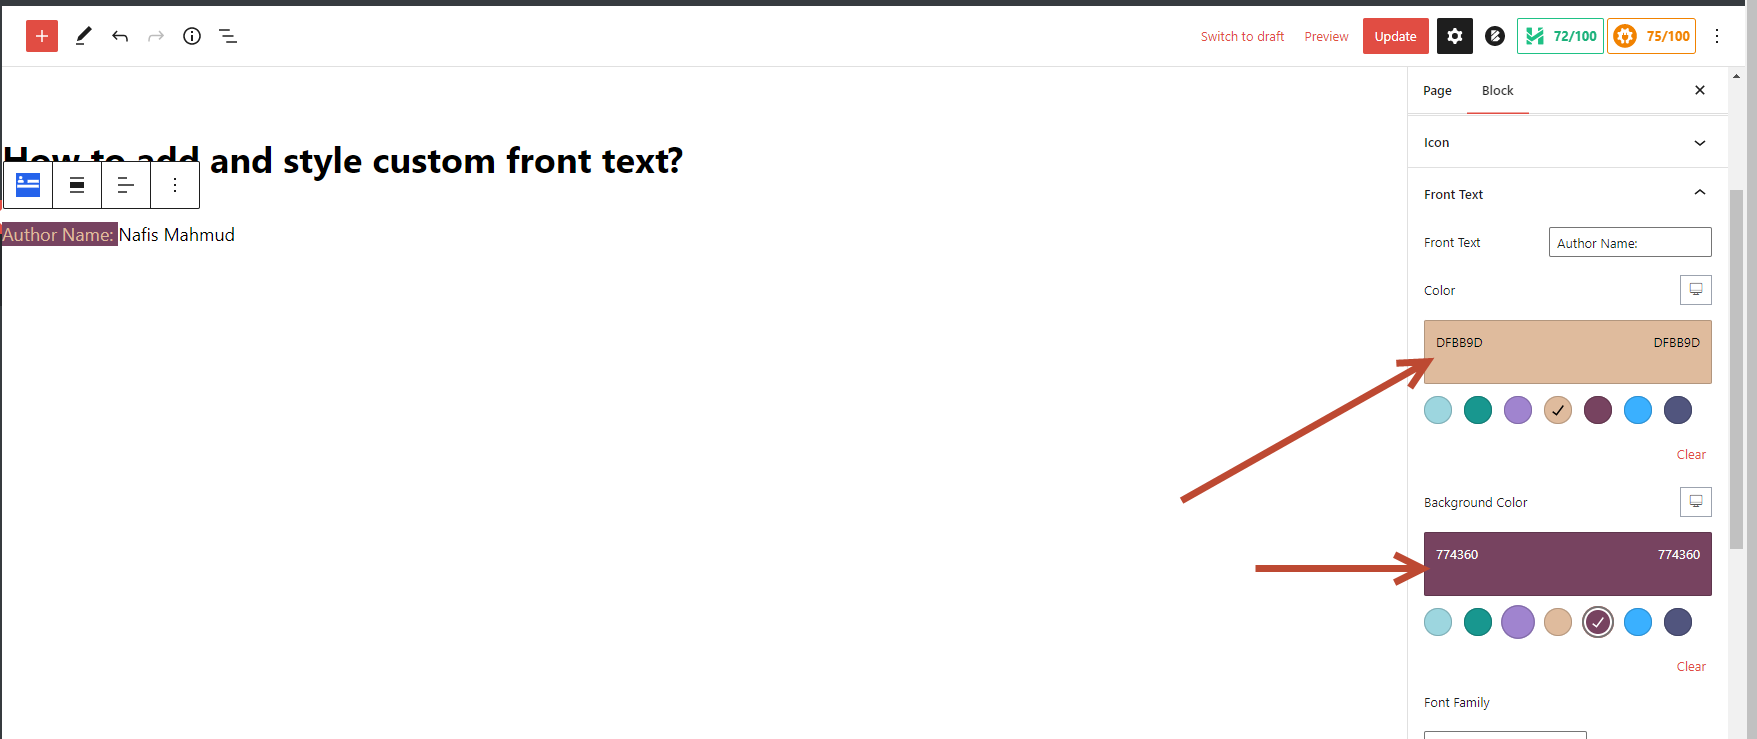 Switch to draft Preview Update 72/100 75/100
Page Block
How to add and style custom front text?
Author Name: Nafis Mahmud
Icon
Front Text
Front Text Author Name:
Color
DFBB9D DFBB9D
Clear
Background Color
774360 774360
Clear
Font Family